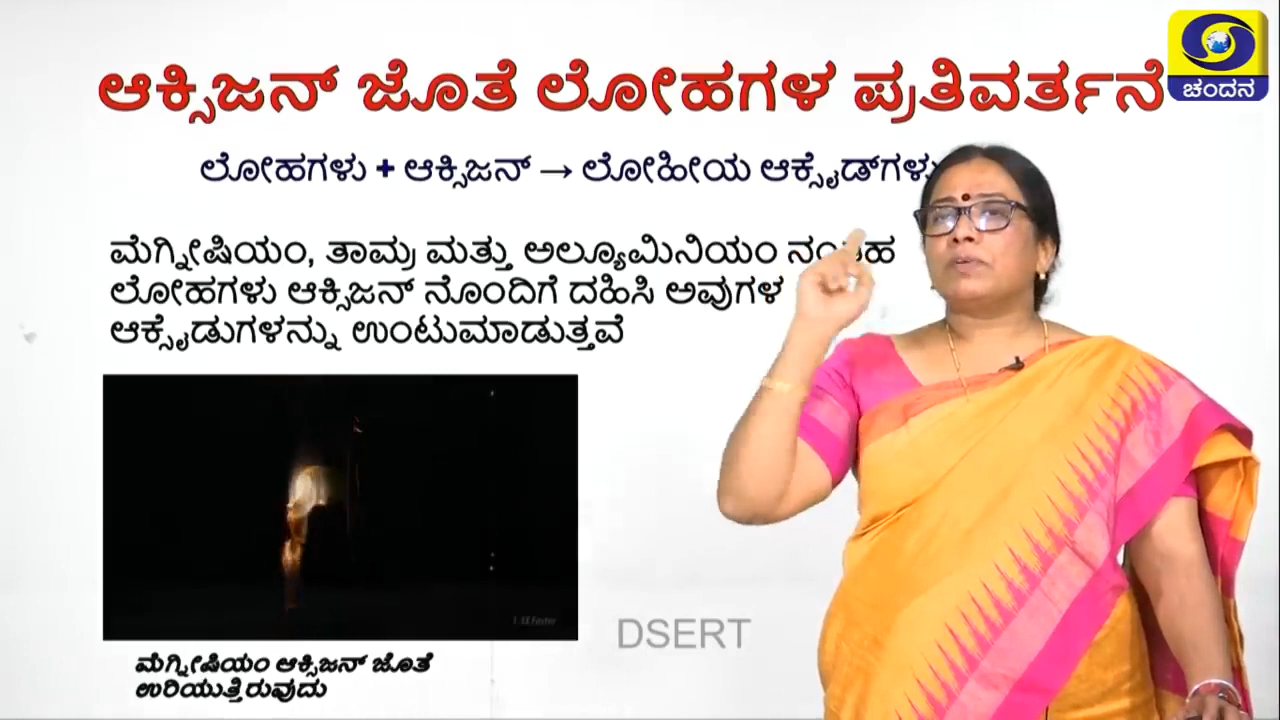 ಆಕ್ಸಿಜನ್ ಜೊತೆ ಲೋಹಗಳ ಪ್ರತಿವರ್ತನೆ
ಚಂದನ
ಲೋಹಗಳು + ಆಕ್ಸಿಜನ್ → ಲೋಹೀಯ ಆಕ್ಸೈಡ್‌ಗಳು
ಮೆಗ್ನೀಷಿಯಂ, ತಾಮ್ರ ಮತ್ತು ಅಲ್ಯೂಮಿನಿಯಂ
ಲೋಹಗಳು ಆಕ್ಸಿಜನ್ ನೊಂದಿಗೆ ದಹಿಸಿ ಅವುಗಳ
ಆಕ್ಸೈಡುಗಳನ್ನು ಉಂಟುಮಾಡುತ್ತವೆ
DSERT
ಮೆಗ್ನೀಷಿಯಂ ಆಕ್ಸಿಜನ್ ಜೊತೆ
ಉರಿಯುತ್ತಿರುವುದು